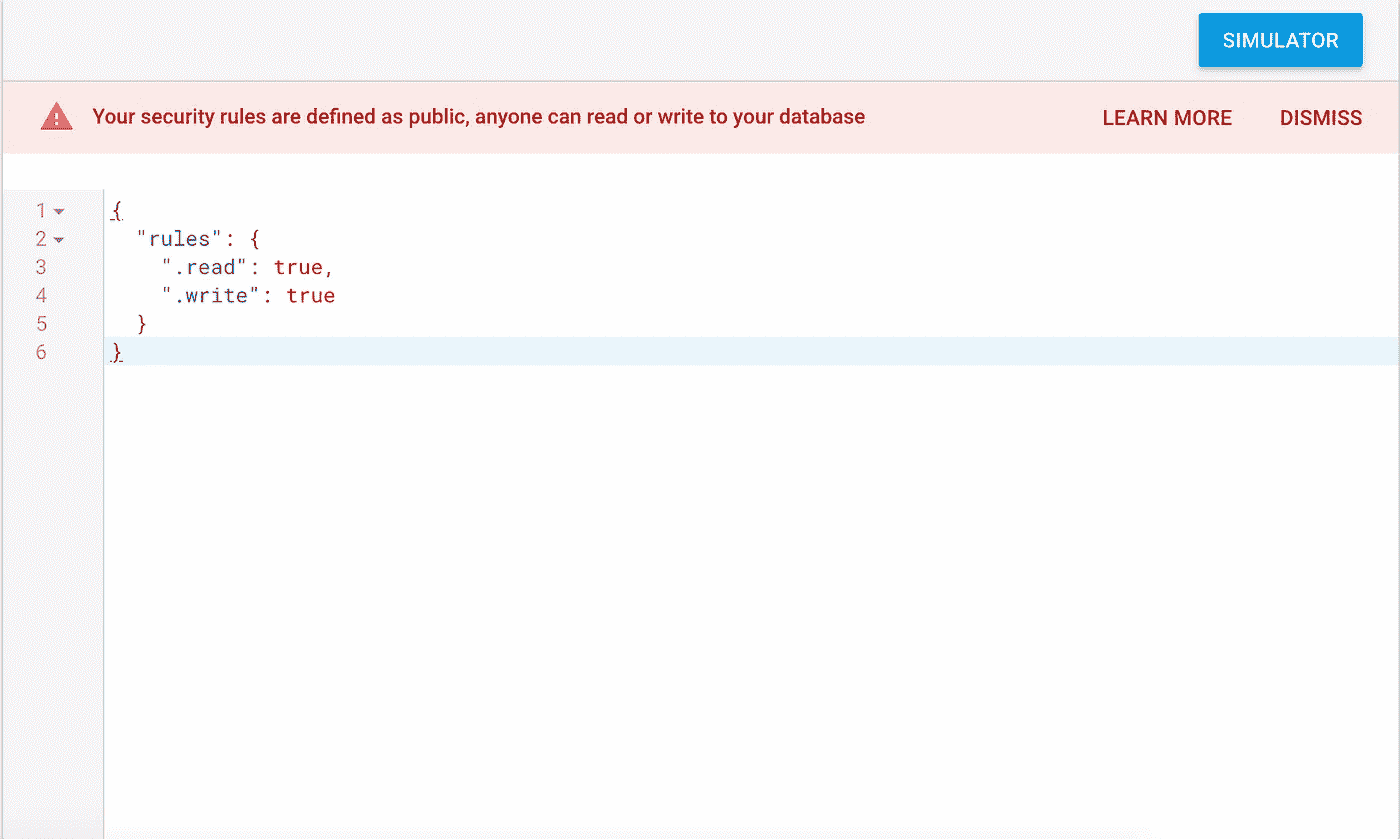 SIMULATOR
Your security rules are defined as public, anyone can read or write to your database LEARN MORE DISMISS
1 {
2 "rules": {
3 ".read": true,
4 ".write": true
5 }
6 }